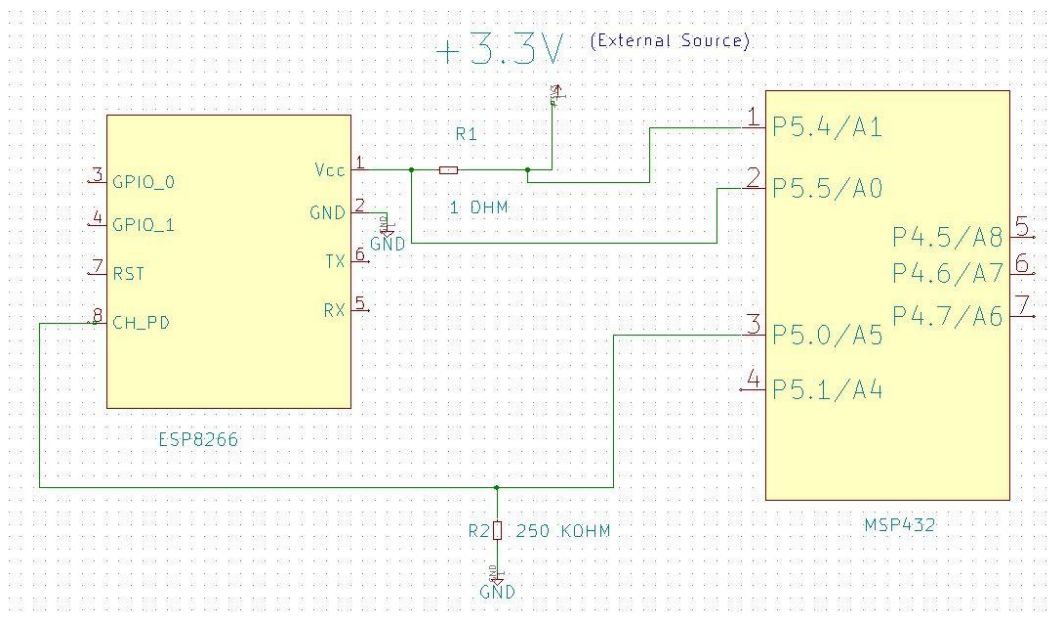 +3.3V (External Source)
R1
1 OHM
3 GPIO_0
4 GPIO_1
7 RST
8 CH_PD
Vcc 1
GND 2
GND
GND
TX 6
RX 5
ESP8266
1 P5.4/A1
2 P5.5/A0
P4.5/A8 5
P4.6/A7 6
P4.7/A6 7
3 P5.0/A5
4 P5.1/A4
MSP432
R2 250 KOHM
GND
1
GND